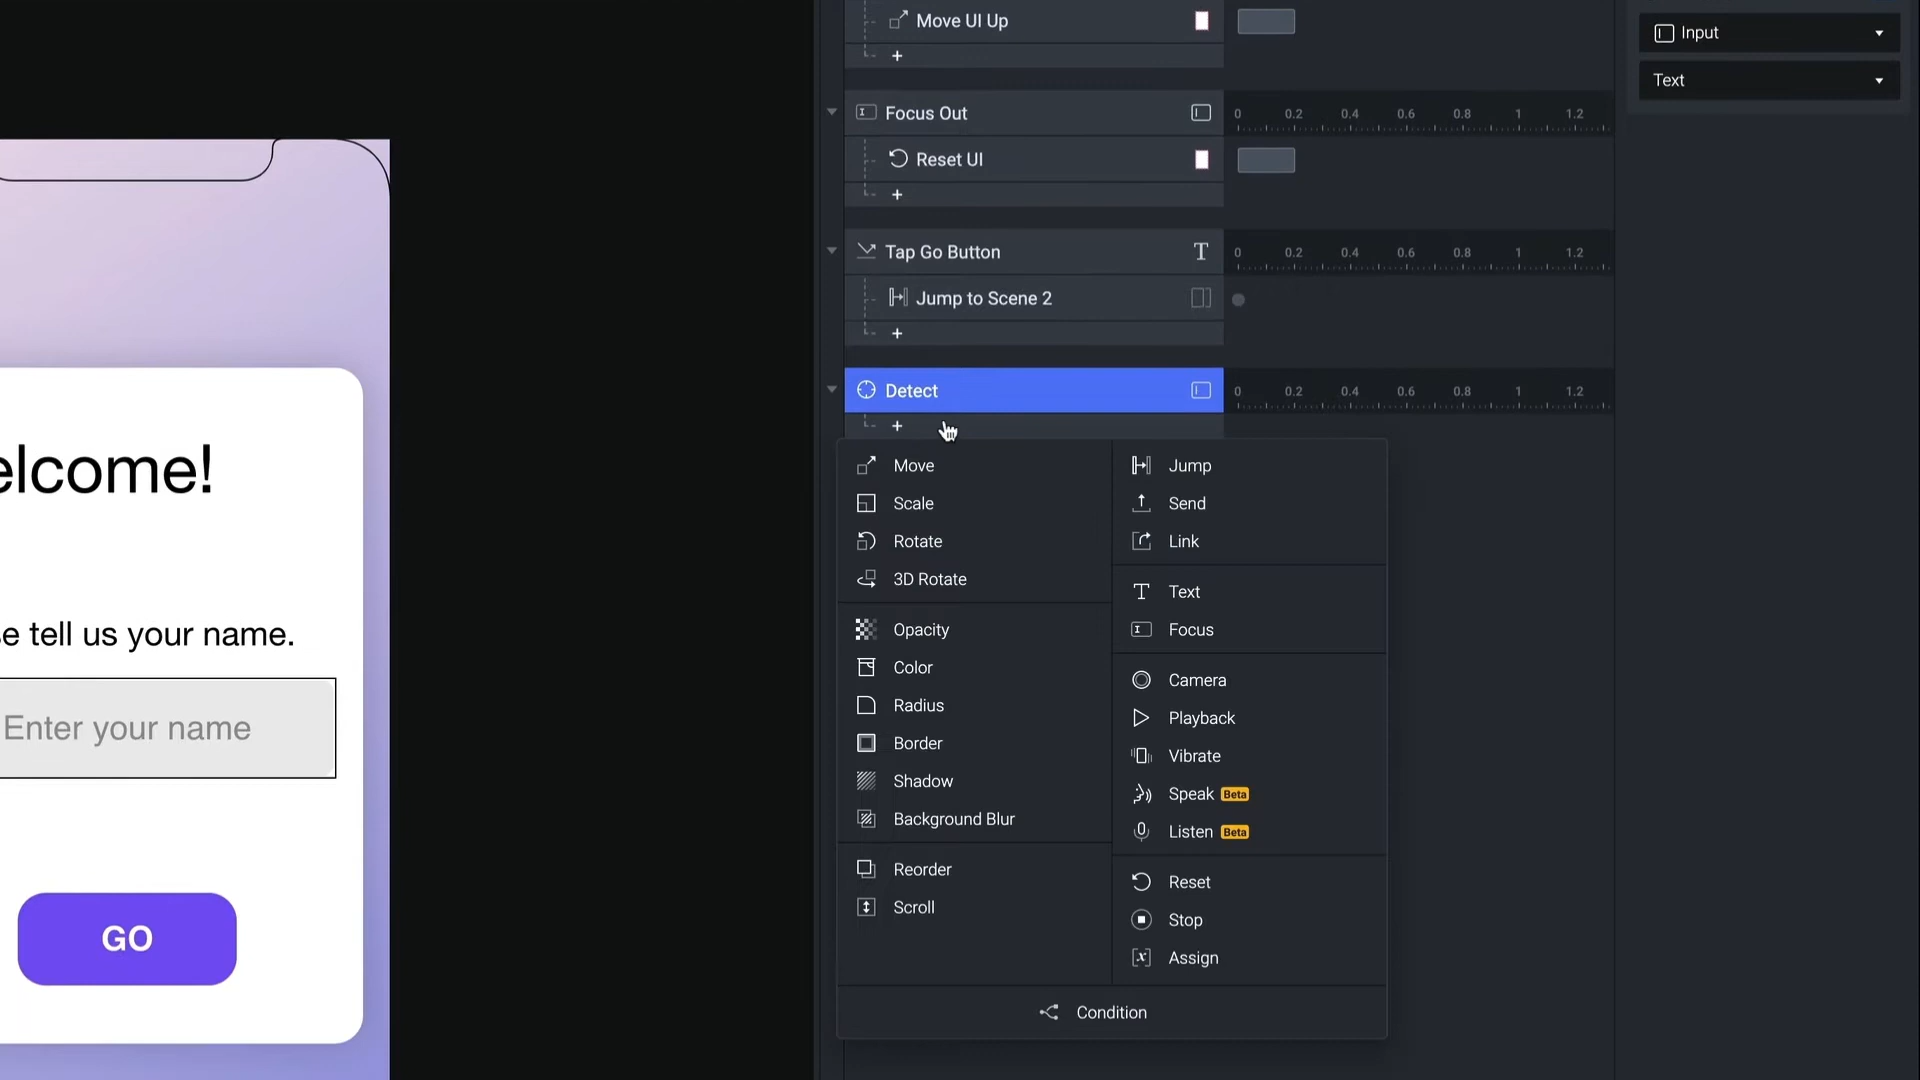 elcome!
e tell us your name.
Enter your name
GO
Move UI Up
+
Focus Out
0 0.2 0.4 0.6 0.8 1 1.2
Reset UI
+
Tap Go Button
0 0.2 0.4 0.6 0.8 1 1.2
Jump to Scene 2
+
Detect
0 0.2 0.4 0.6 0.8 1 1.2
+
Move
Scale
Rotate
3D Rotate
Opacity
Color
Radius
Border
Shadow
Background Blur
Reorder
Scroll
Jump
Send
Link
Text
Focus
Camera
Playback
Vibrate
Speak Beta
Listen Beta
Reset
Stop
Assign
Condition
Input
Text